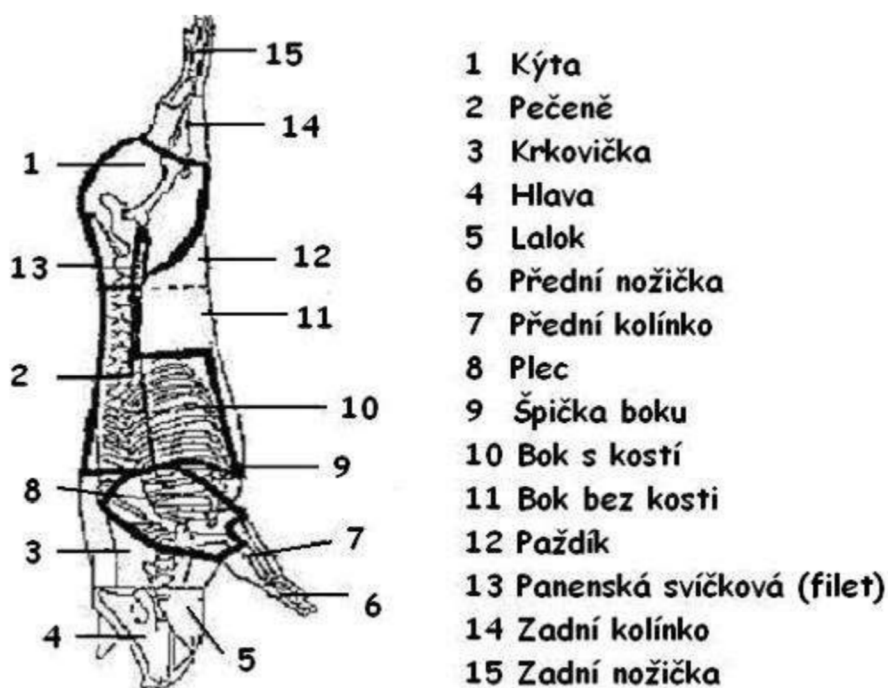 15
14
1
13
12
11
2
10
9
8
7
3
6
4
5
1 Kýta
2 Pečeně
3 Krkovička
4 Hlava
5 Lalok
6 Přední nožička
7 Přední kolínko
8 Plec
9 Špička boku
10 Bok s kostí
11 Bok bez kosti
12 Paždík
13 Panenská svíčková (filet)
14 Zadní kolínko
15 Zadní nožička